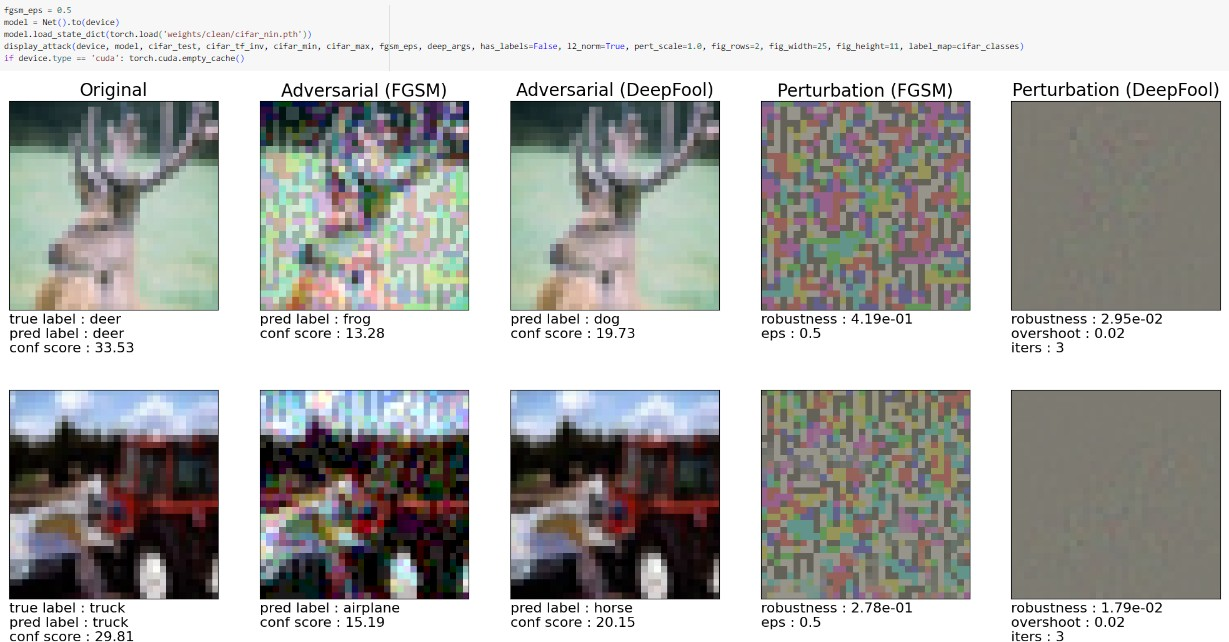 fgsm_eps = 0.5
model = Net().to(device)
model.load_state_dict(torch.load('weights/clean/cifar_nin.pth'))
display_attack(device, model, cifar_test, cifar_tf_inv, cifar_min, cifar_max, fgsm_eps, deep_args, has_labels=False, l2_norm=True, pert_scale=1.0, fig_rows=2, fig_width=25, fig_height=11, label_map=cifar_classes)
if device.type == 'cuda': torch.cuda.empty_cache()
Original
Adversarial (FGSM)
Adversarial (DeepFool)
Perturbation (FGSM)
Perturbation (DeepFool)
true label : deer
pred label : deer
conf score : 33.53
pred label : frog
conf score : 13.28
pred label : dog
conf score : 19.73
robustness : 4.19e-01
eps : 0.5
robustness : 2.95e-02
overshoot : 0.02
iters : 3
true label : truck
pred label : truck
conf score : 29.81
pred label : airplane
conf score : 15.19
pred label : horse
conf score : 20.15
robustness : 2.78e-01
eps : 0.5
robustness : 1.79e-02
overshoot : 0.02
iters : 3